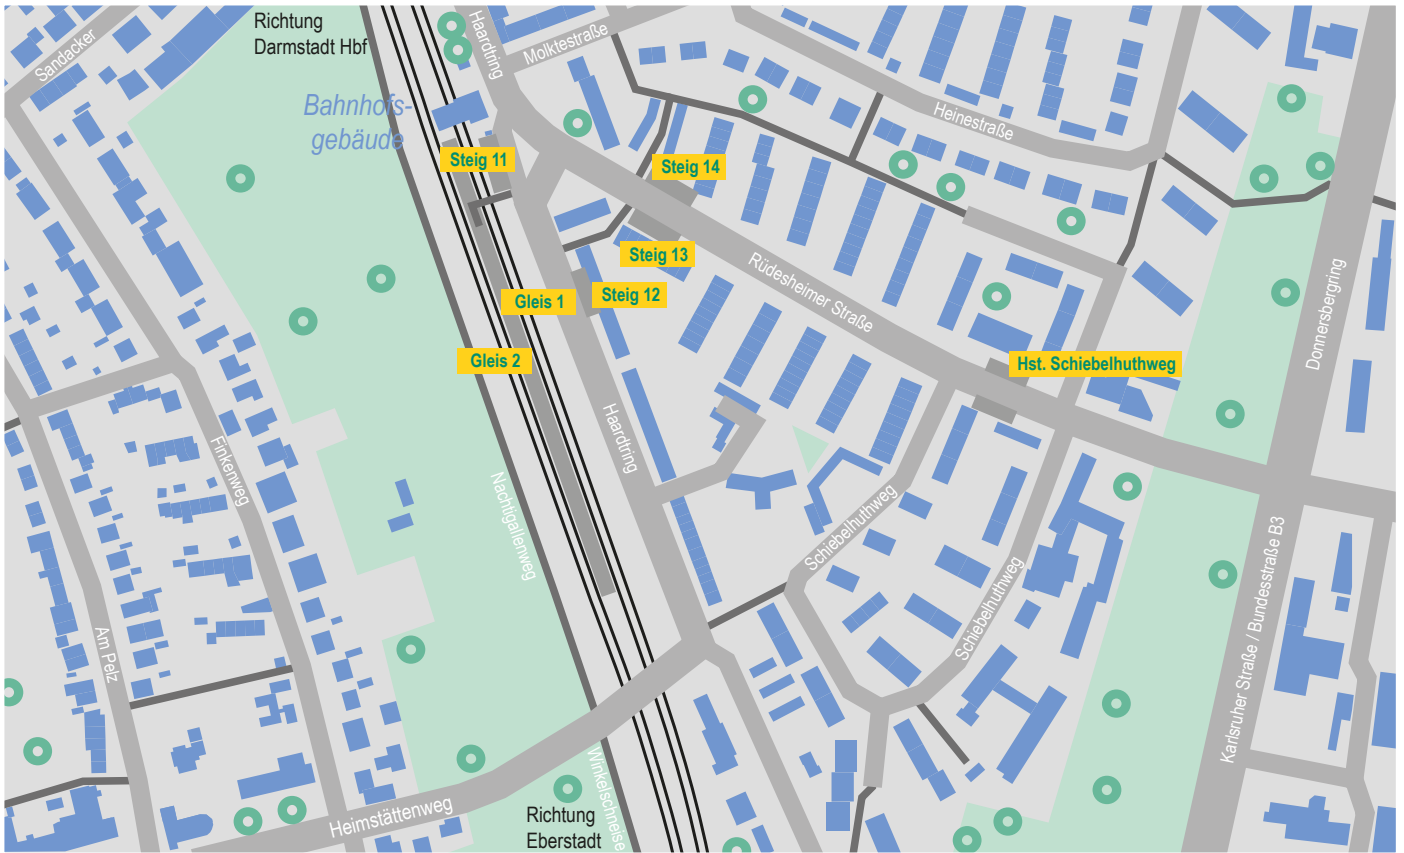 Richtung
Darmstadt Hbf
Sandacker
Haardtring
Moltkestraße
Bahnhofs-
gebäude
Heinestraße
Steig 11
Steig 14
Steig 13
Steig 12
Gleis 1
Gleis 2
Rüdesheimer Straße
Donnersbergring
Hst. Schiebelhuthweg
Haardtring
Finkenweg
Nachtigallenweg
Schiebelhuthweg
Schiebelhuthweg
Am Pelz
Karlsruher Straße / Bundesstraße B3
Heimstättenweg
Winkelschneise
Richtung
Eberstadt